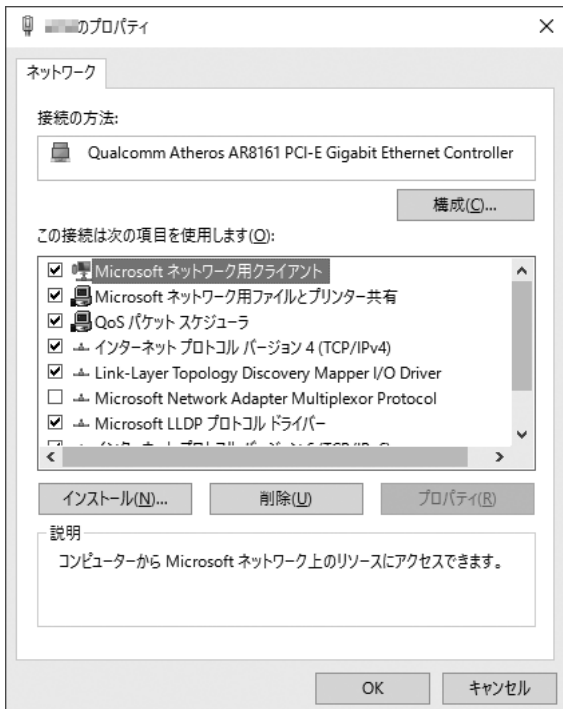 のプロパティ
ネットワーク
接続の方法:
Qualcomm Atheros AR8161 PCI-E Gigabit Ethernet Controller
構成(C)...
この接続は次の項目を使用します(O):
Microsoft ネットワーク用クライアント
Microsoft ネットワーク用ファイルとプリンター共有
QoS パケット スケジューラ
インターネット プロトコル バージョン 4 (TCP/IPv4)
Link-Layer Topology Discovery Mapper I/O Driver
Microsoft Network Adapter Multiplexor Protocol
Microsoft LLDP プロトコル ドライバー
インストール(N)...
削除(U)
プロパティ(R)
説明
コンピューターから Microsoft ネットワーク上のリソースにアクセスできます。
OK
キャンセル